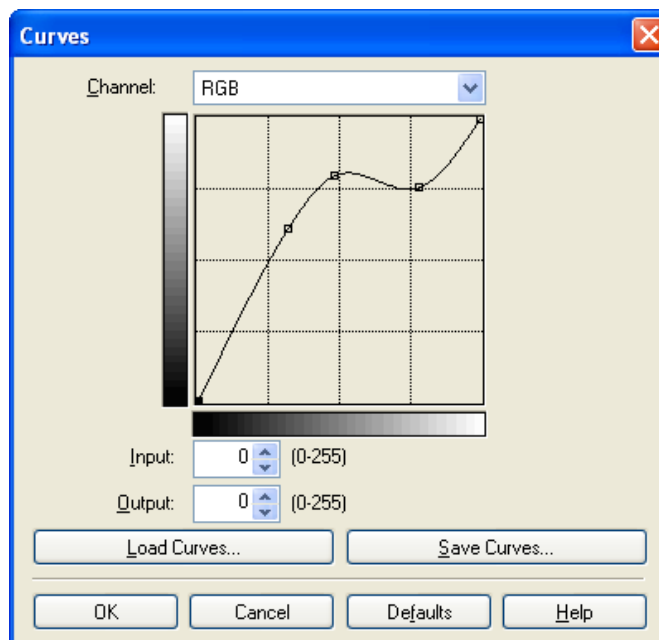 Curves
Channel: RGB
Input: 0 (0-255)
Output: 0 (0-255)
Load Curves... Save Curves...
OK Cancel Defaults Help